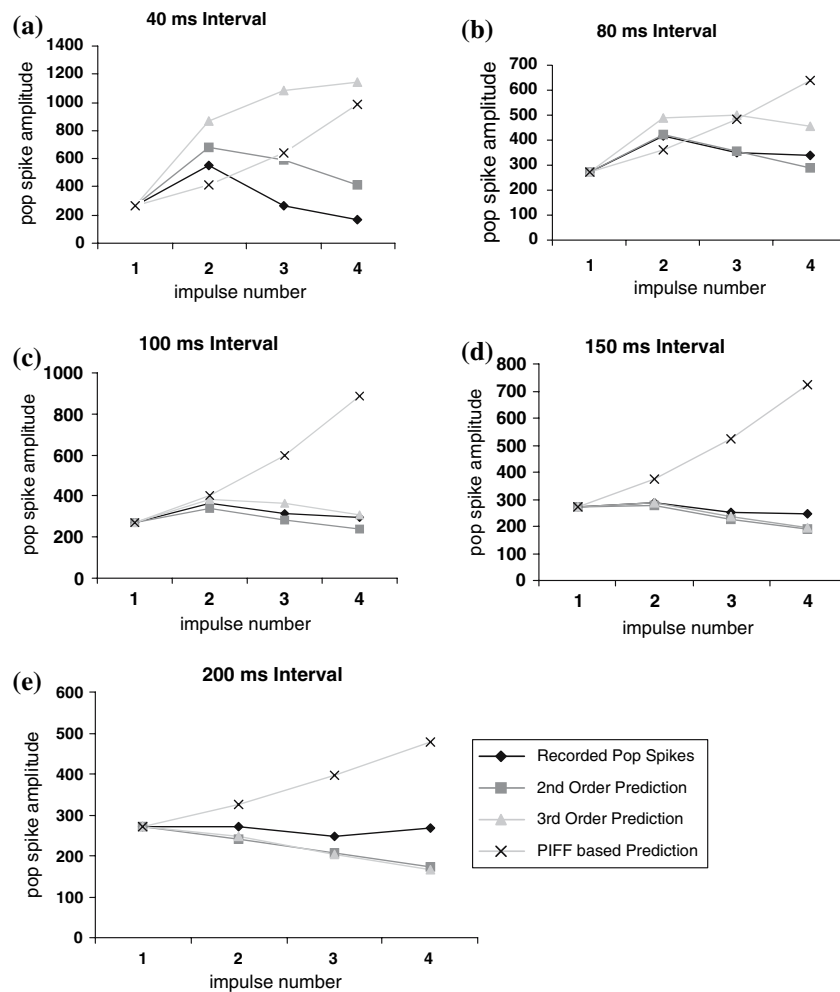 (a)
40 ms Interval
pop spike amplitude
1400
1200
1000
800
600
400
200
0
1 2 3 4
impulse number
(b)
80 ms Interval
pop spike amplitude
700
600
500
400
300
200
100
0
1 2 3 4
impulse number
(c)
100 ms Interval
pop spike amplitude
1000
800
600
400
200
0
1 2 3 4
impulse number
(d)
150 ms Interval
pop spike amplitude
800
700
600
500
400
300
200
100
0
1 2 3 4
impulse number
(e)
200 ms Interval
pop spike amplitude
600
500
400
300
200
100
0
1 2 3 4
impulse number
Recorded Pop Spikes
2nd Order Prediction
3rd Order Prediction
PIFF based Prediction